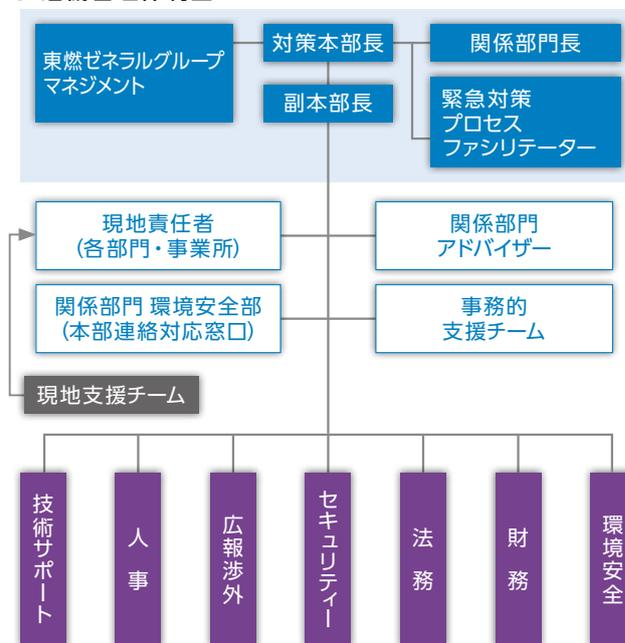 東燃ゼネラルグループ
マネジメント
対策本部長
関係部門長
副本部長
緊急対策
プロセス
ファシリテーター
現地責任者
(各部門・事業所)
関係部門
アドバイザー
関係部門 環境安全部
(本部連絡対応窓口)
事務的
支援チーム
現地支援チーム
技術サポート
人事
広報渉外
セキュリティー
法務
財務
環境安全